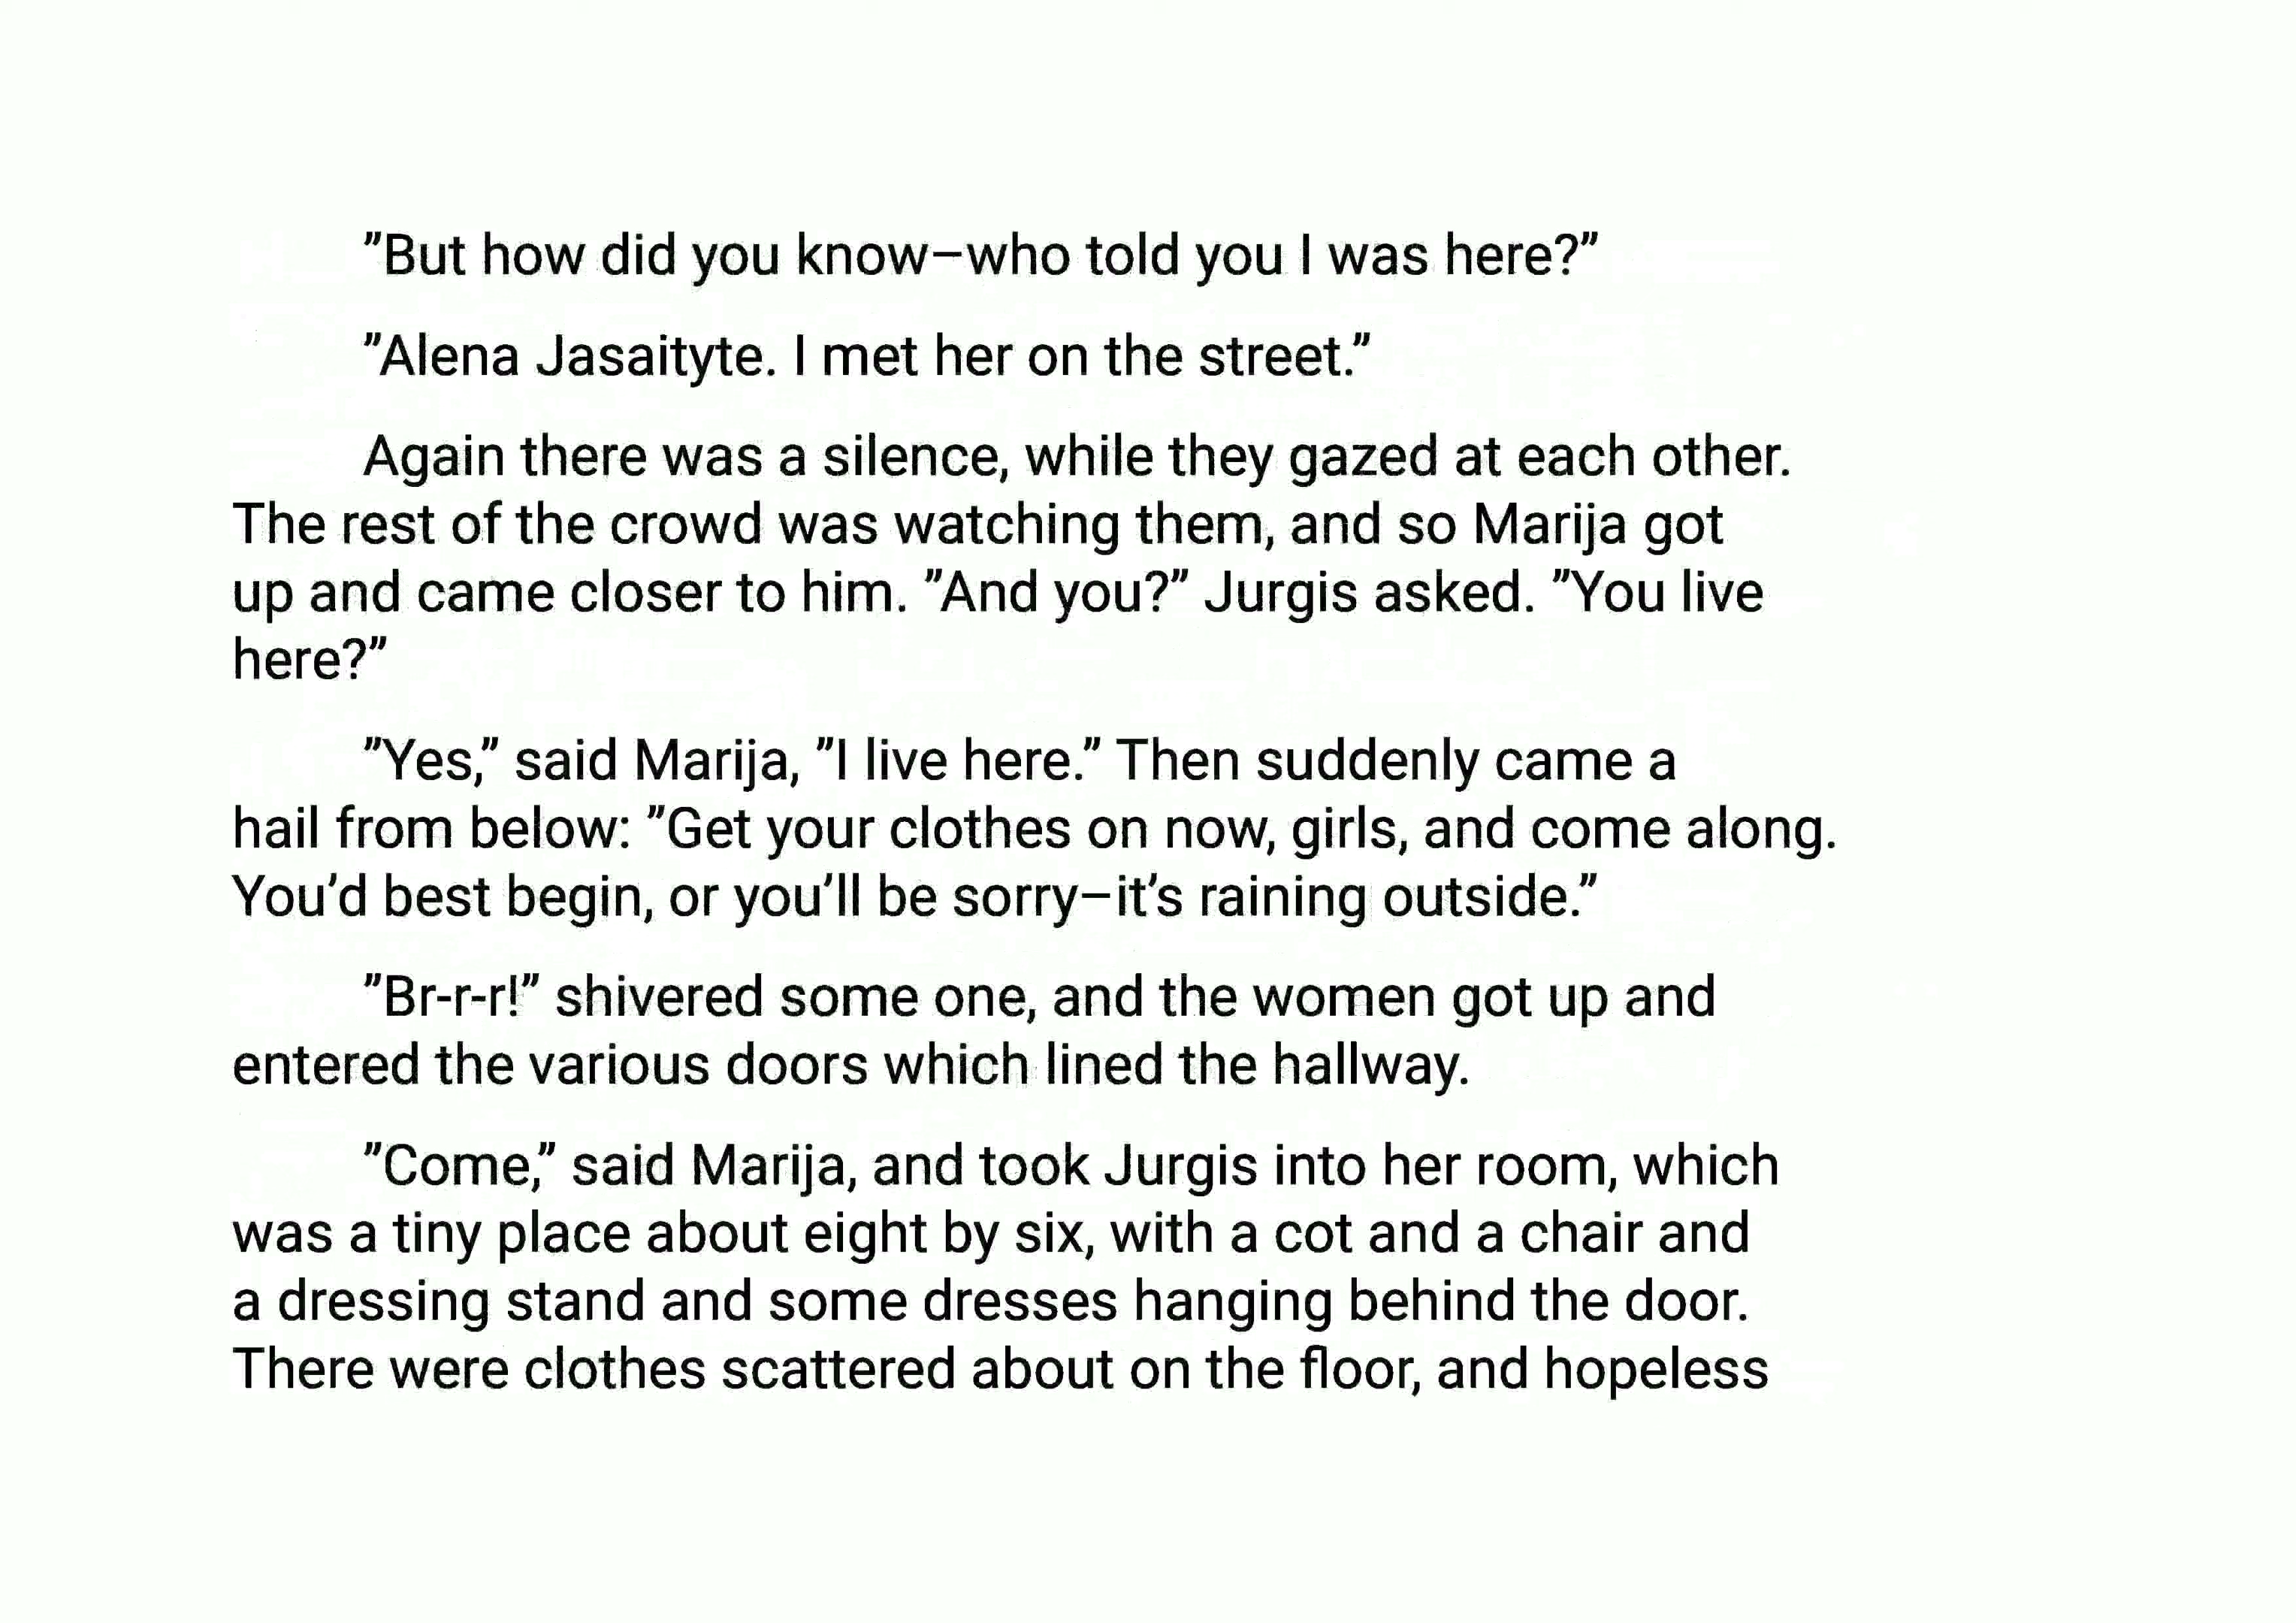 ”But how did you know–who told you I was here?”
”Alena Jasaityte. I met her on the street.”
Again there was a silence, while they gazed at each other.
The rest of the crowd was watching them, and so Marija got
up and came closer to him. ”And you?” Jurgis asked. ”You live
here?”
”Yes,” said Marija, ”I live here.” Then suddenly came a
hail from below: ”Get your clothes on now, girls, and come along.
You’d best begin, or you’ll be sorry–it’s raining outside.”
”Br-r-r!” shivered some one, and the women got up and
entered the various doors which lined the hallway.
”Come,” said Marija, and took Jurgis into her room, which
was a tiny place about eight by six, with a cot and a chair and
a dressing stand and some dresses hanging behind the door.
There were clothes scattered about on the floor, and hopeless